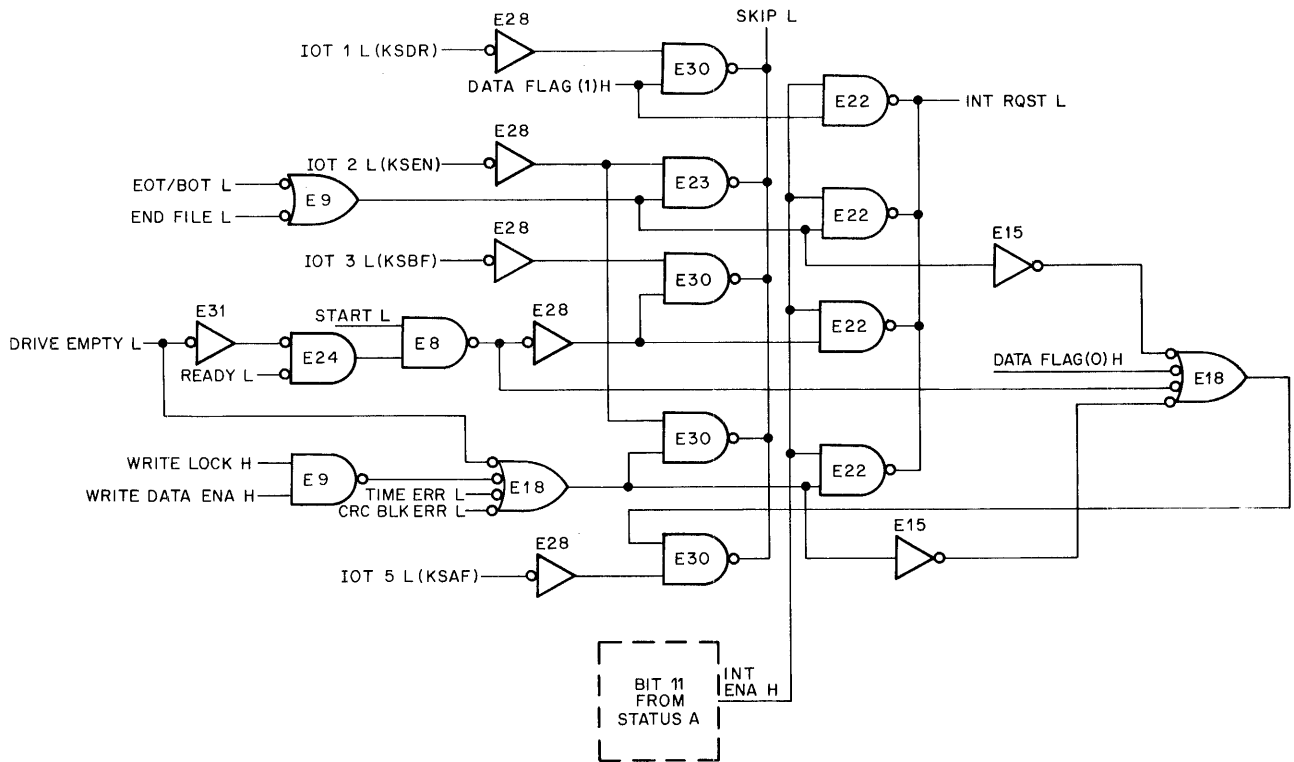 SKIP L
E28
IOT 1 L (KSDR)
E30
DATA FLAG (1) H
E22
INT RQST L
E28
IOT 2 L (KSEN)
E23
EOT/BOT L
E9
END FILE L
E22
E28
E15
IOT 3 L (KSBF)
E30
E31
START L
E28
E22
DRIVE EMPTY L
E24
E8
READY L
DATA FLAG (0) H
E18
E30
WRITE LOCK H
E9
E22
WRITE DATA ENA H
TIME ERR L
E18
CRC BLK ERR L
E15
E28
E30
IOT 5 L (KSAF)
BIT 11
FROM
STATUS A
INT
ENA H